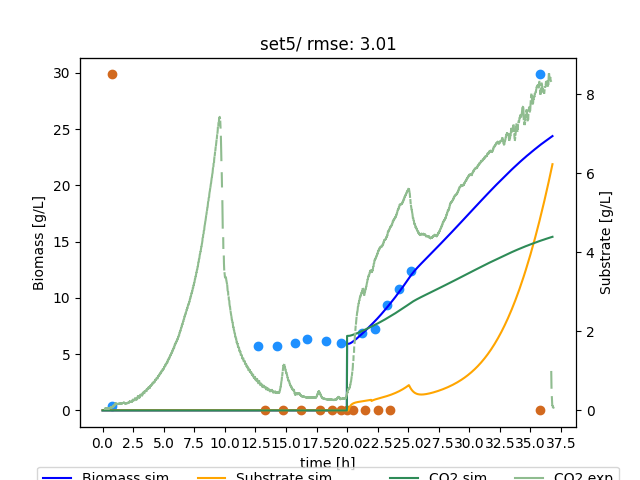 set5/ rmse: 3.01
30
25
20
15
10
5
0
Biomass [g/L]
8
6
4
2
0
Substrate [g/L]
0.0 2.5 5.0 7.5 10.0 12.5 15.0 17.5 20.0 22.5 25.0 27.5 30.0 32.5 35.0 37.5
time [h]
Biomass sim Substrate sim CO2 sim CO2 exp